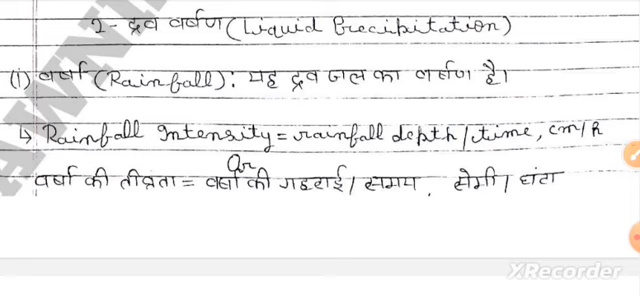 2- द्रव वर्षण (Liquid Precipitation)
(i) वर्षा (Rainfall): यह द्रव जल का वर्षण है।
↳ Rainfall Intensity = rainfall depth/time, cm/h
Or
वर्षा की तीव्रता = वर्षा की गहराई / समय, सेमी / घंटा
XRecorder